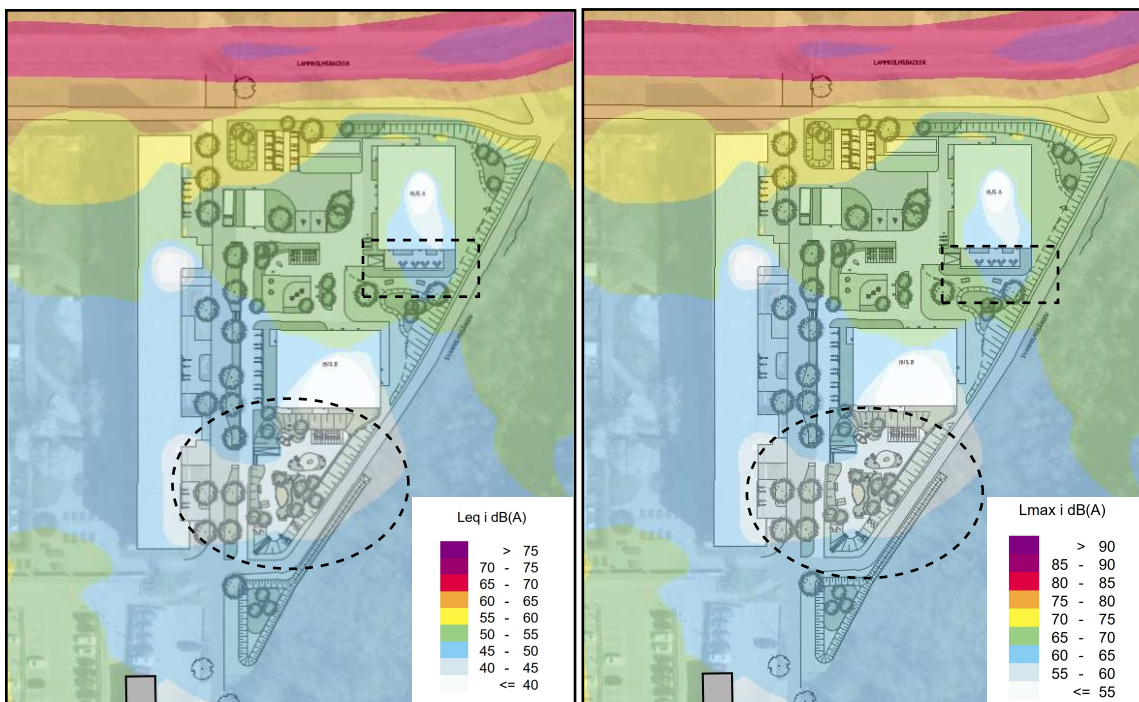 LAMMHOLMSBACKEN
HUS A
HUS B
Leq i dB(A)
> 75
70 - 75
65 - 70
60 - 65
55 - 60
50 - 55
45 - 50
40 - 45
<= 40
LAMMHOLMSBACKEN
HUS A
HUS B
Lmax i dB(A)
> 90
85 - 90
80 - 85
75 - 80
70 - 75
65 - 70
60 - 65
55 - 60
<= 55